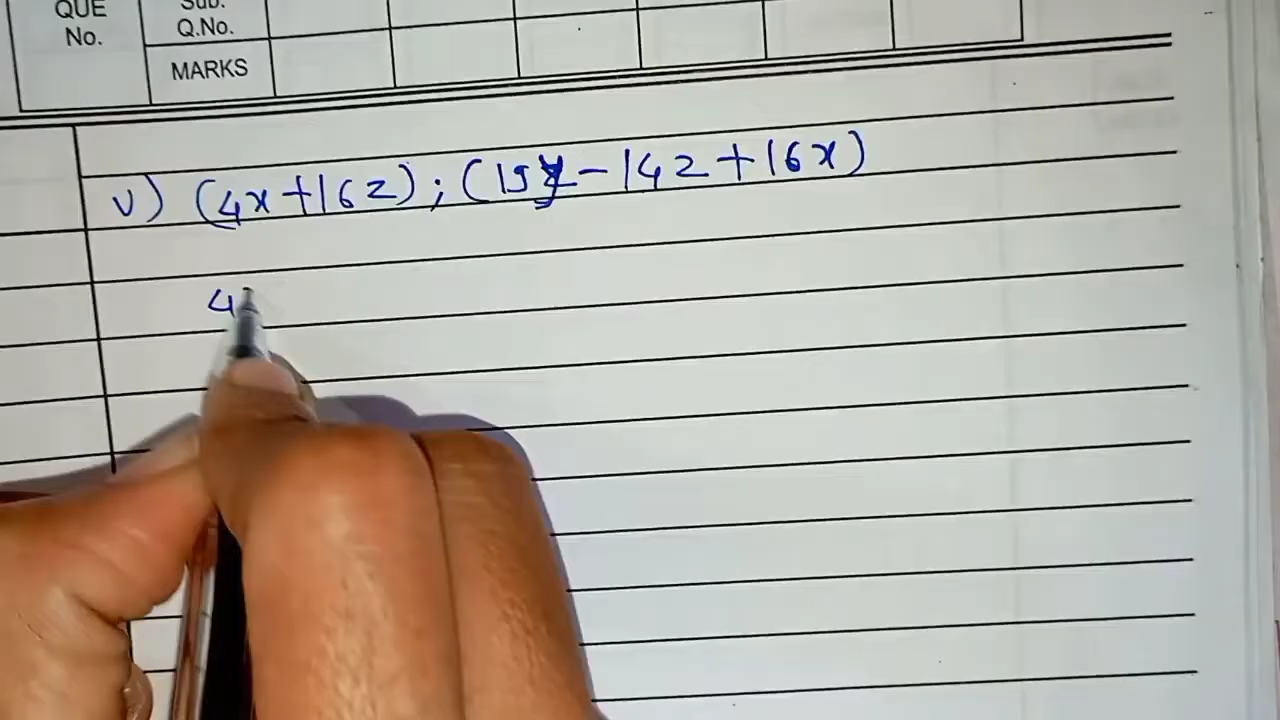 QUE No.
Sub. Q.No.
MARKS
v) (4x+16z); (15y-14z+16x)
4